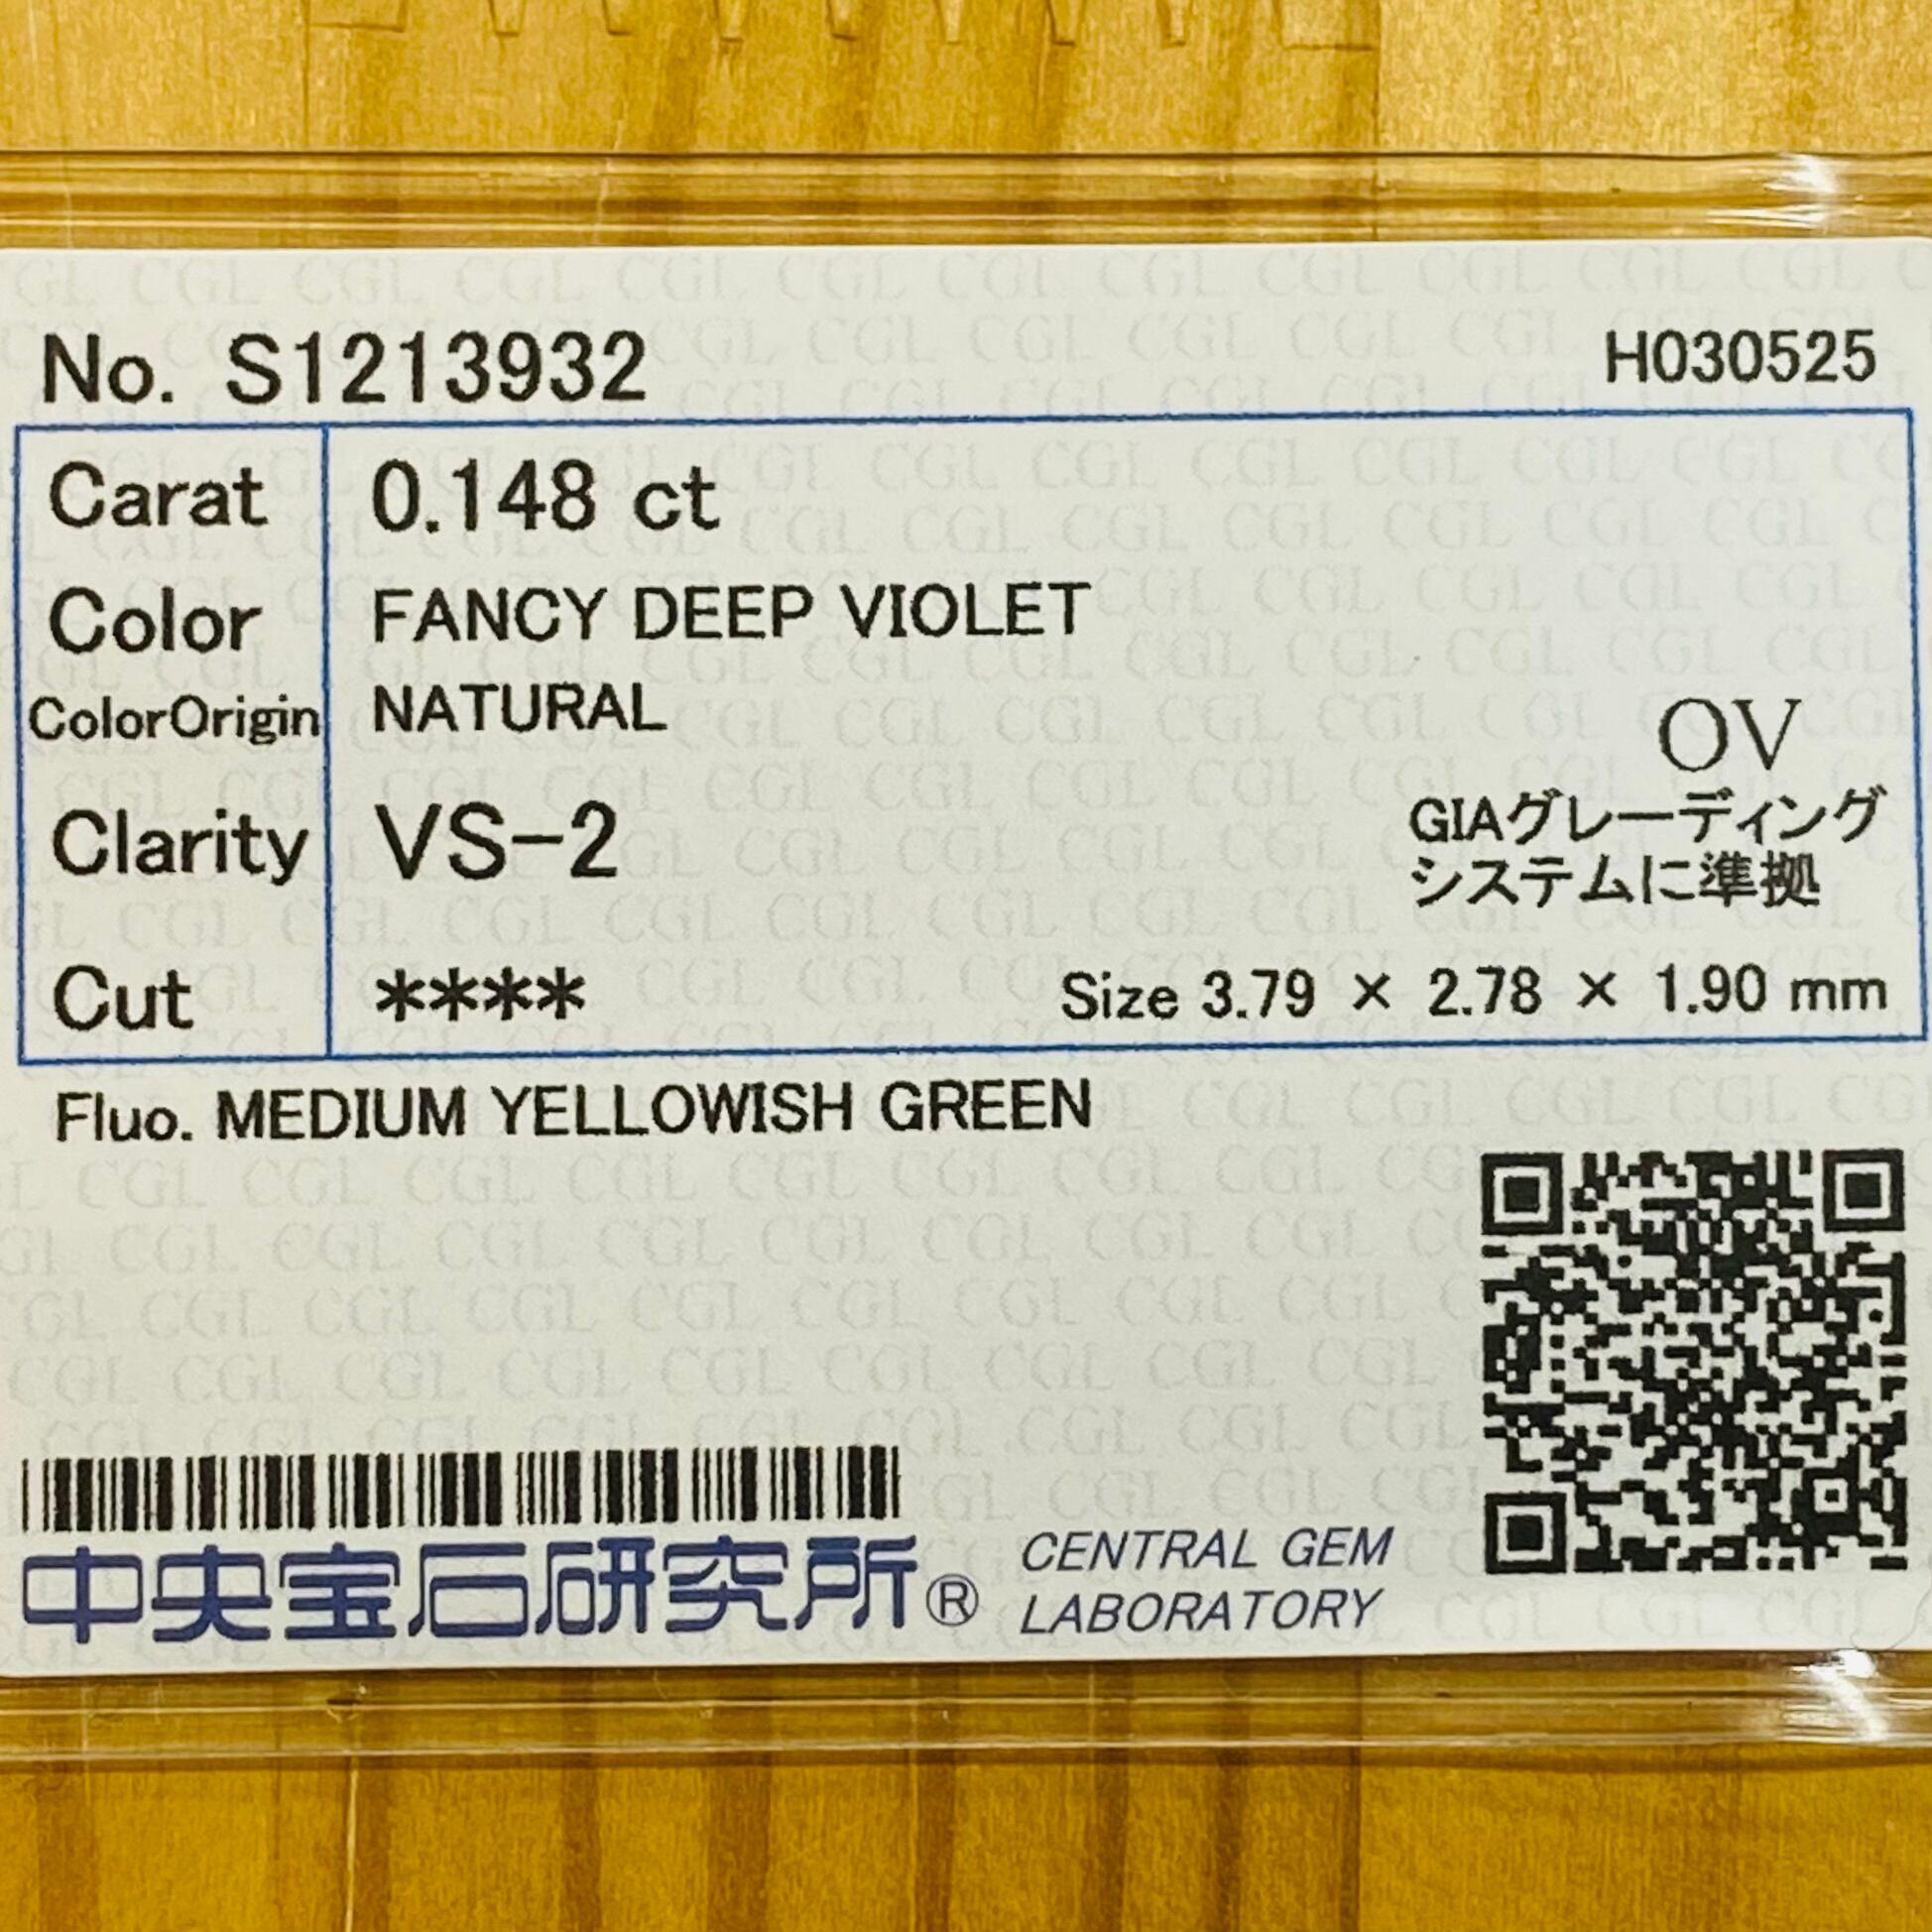 No. S1213932
H030525
Carat 0.148 ct
Color FANCY DEEP VIOLET
ColorOrigin NATURAL
OV
Clarity VS-2
GIAグレーディング
システムに準拠
Cut ****
Size 3.79 × 2.78 × 1.90 mm
Fluo. MEDIUM YELLOWISH GREEN
中央宝石研究所®
CENTRAL GEM
LABORATORY